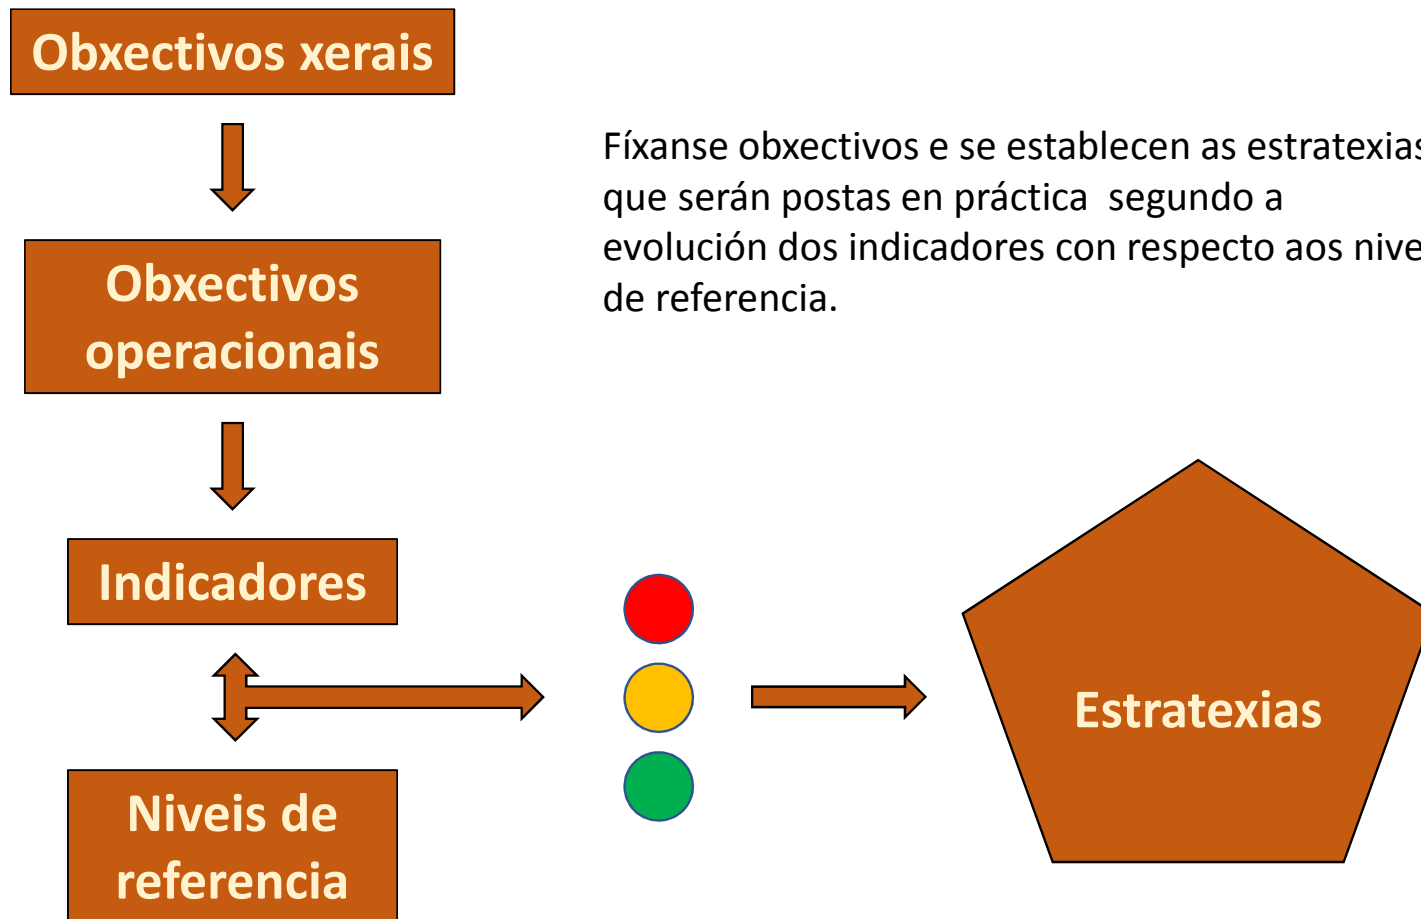 Obxectivos xerais
Fíxanse obxectivos e se establecen as estratexias
que serán postas en práctica segundo a
evolución dos indicadores con respecto aos nive
de referencia.
Obxectivos
operacionais
Indicadores
Estratexias
Niveis de
referencia